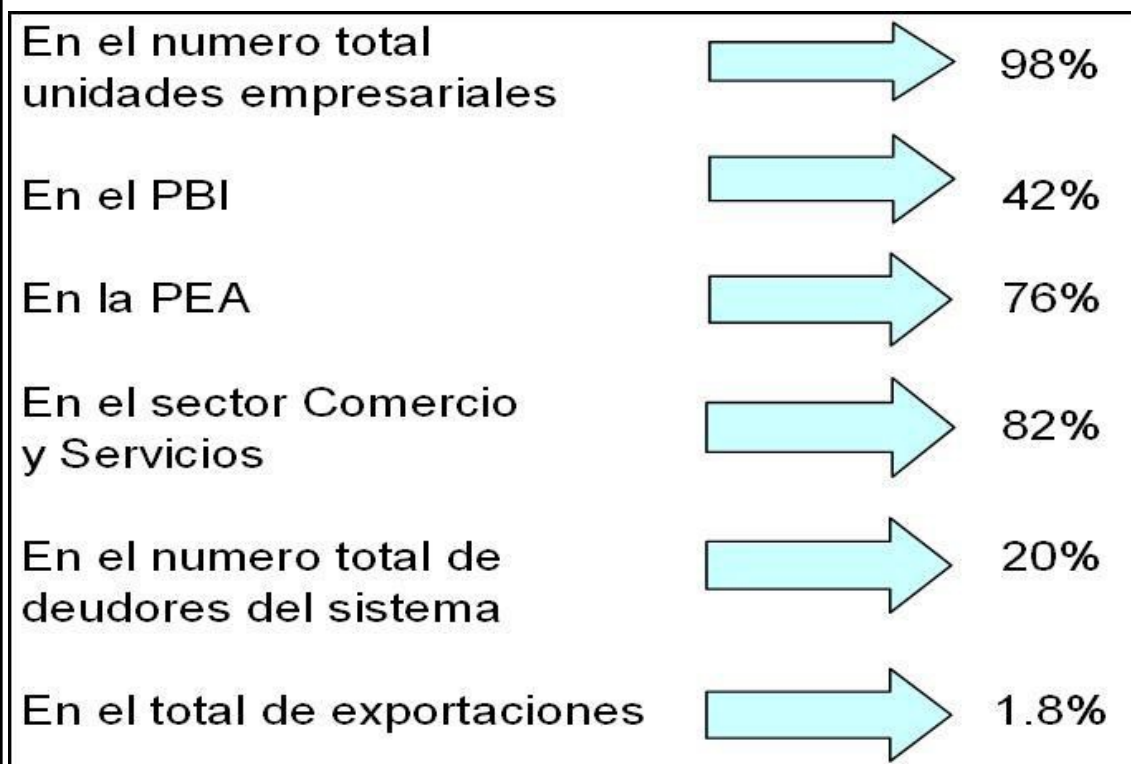 En el numero total
unidades empresariales
98%
En el PBI
42%
En la PEA
76%
En el sector Comercio
y Servicios
82%
En el numero total de
deudores del sistema
20%
En el total de exportaciones
1.8%